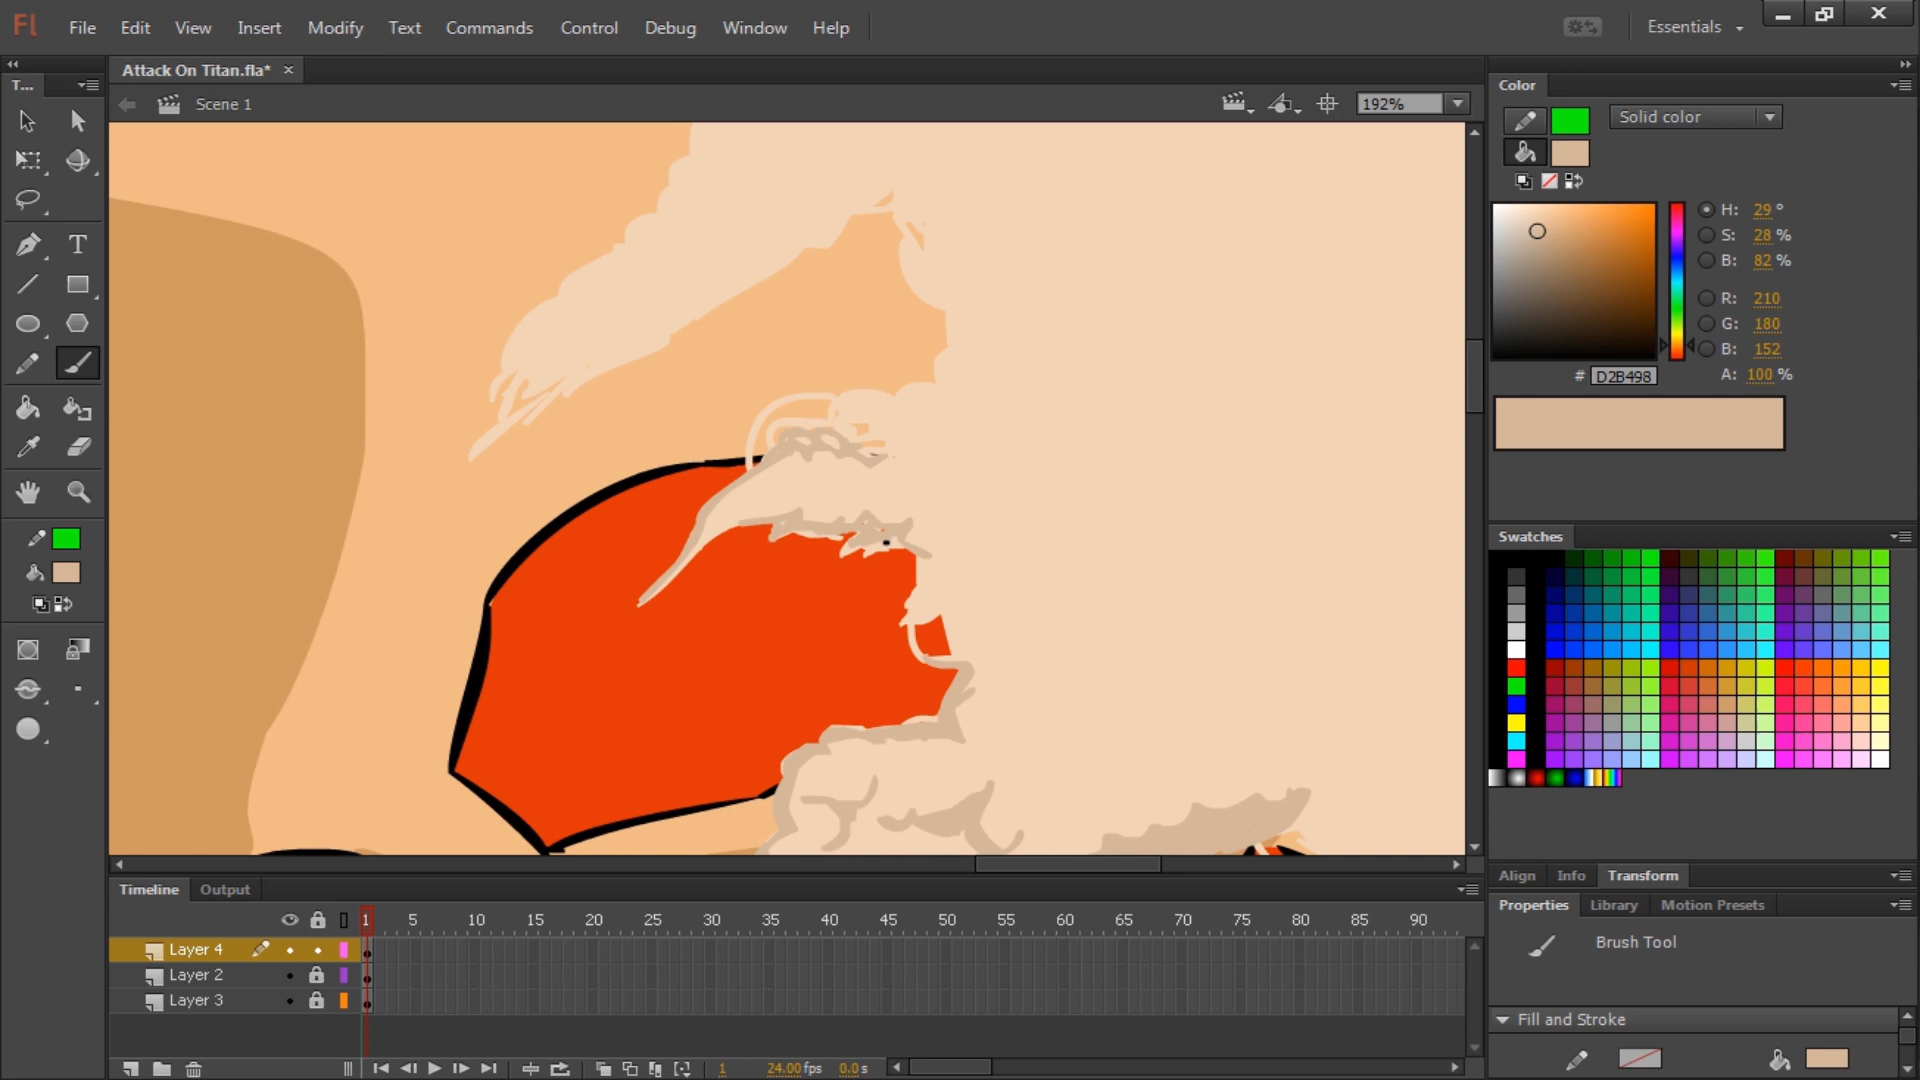 Fl File Edit View Insert Modify Text Commands Control Debug Window Help Essentials
Attack On Titan.fla*
Scene 1
192%
T...
T
Color
Solid color
H: 29 °
S: 28 %
B: 82 %
R: 210
G: 180
B: 152
# D2B498
A: 100 %
Swatches
Align Info Transform
Properties Library Motion Presets
Brush Tool
Fill and Stroke
Timeline Output
1 5 10 15 20 25 30 35 40 45 50 55 60 65 70 75 80 85 90
Layer 4
Layer 2
Layer 3
1 24.00 fps 0.0 s